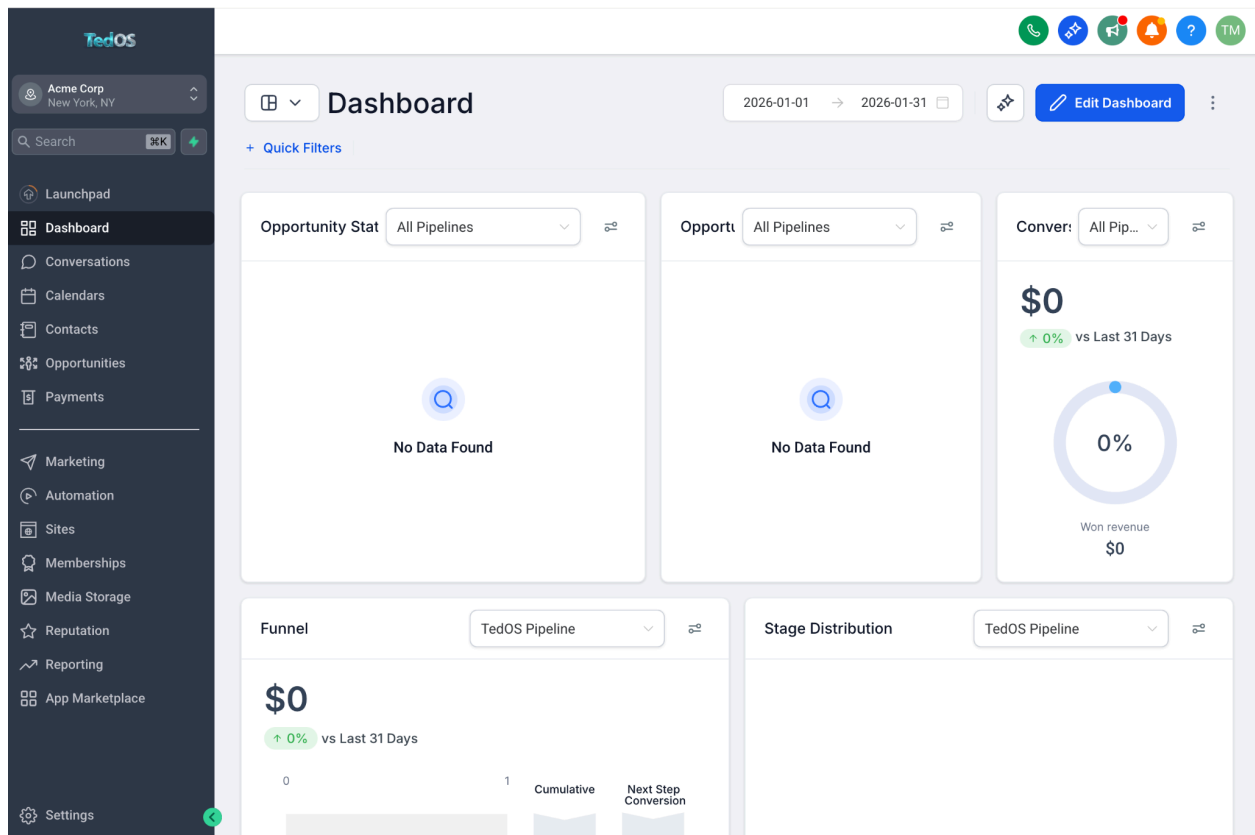 TedOS
Acme Corp
New York, NY
Search
⌘K
Launchpad
Dashboard
Conversations
Calendars
Contacts
Opportunities
Payments
Marketing
Automation
Sites
Memberships
Media Storage
Reputation
Reporting
App Marketplace
Settings
?
TM
Dashboard
2026-01-01 → 2026-01-31
Edit Dashboard
+ Quick Filters
Opportunity Stat
All Pipelines
No Data Found
Opportu
All Pipelines
No Data Found
Convers
All Pip...
$0
↑ 0% vs Last 31 Days
0%
Won revenue
$0
Funnel
TedOS Pipeline
$0
↑ 0% vs Last 31 Days
0 1
Cumulative
Next Step
Conversion
Stage Distribution
TedOS Pipeline